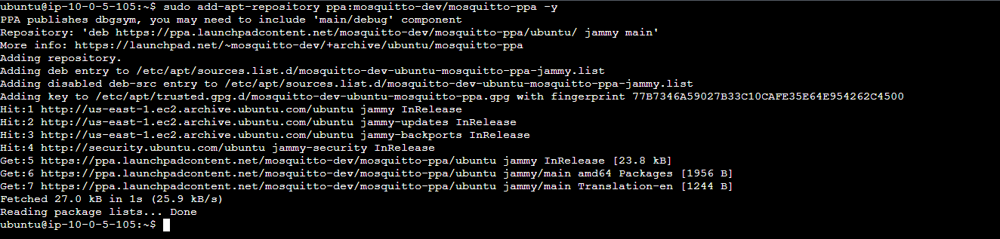 ubuntu@ip-10-0-5-105:~$ sudo add-apt-repository ppa:mosquitto-dev/mosquitto-ppa -y
PPA publishes dbgsym, you may need to include 'main/debug' component
Repository: 'deb https://ppa.launchpadcontent.net/mosquitto-dev/mosquitto-ppa/ubuntu/ jammy main'
More info: https://launchpad.net/~mosquitto-dev/+archive/ubuntu/mosquitto-ppa
Adding repository.
Adding deb entry to /etc/apt/sources.list.d/mosquitto-dev-ubuntu-mosquitto-ppa-jammy.list
Adding disabled deb-src entry to /etc/apt/sources.list.d/mosquitto-dev-ubuntu-mosquitto-ppa-jammy.list
Adding key to /etc/apt/trusted.gpg.d/mosquitto-dev-ubuntu-mosquitto-ppa.gpg with fingerprint 77B7346A59027B33C10CAFE35E64E954262C4500
Hit:1 http://us-east-1.ec2.archive.ubuntu.com/ubuntu jammy InRelease
Hit:2 http://us-east-1.ec2.archive.ubuntu.com/ubuntu jammy-updates InRelease
Hit:3 http://us-east-1.ec2.archive.ubuntu.com/ubuntu jammy-backports InRelease
Hit:4 http://security.ubuntu.com/ubuntu jammy-security InRelease
Get:5 https://ppa.launchpadcontent.net/mosquitto-dev/mosquitto-ppa/ubuntu jammy InRelease [23.8 kB]
Get:6 https://ppa.launchpadcontent.net/mosquitto-dev/mosquitto-ppa/ubuntu jammy/main amd64 Packages [1956 B]
Get:7 https://ppa.launchpadcontent.net/mosquitto-dev/mosquitto-ppa/ubuntu jammy/main Translation-en [1244 B]
Fetched 27.0 kB in 1s (25.9 kB/s)
Reading package lists... Done
ubuntu@ip-10-0-5-105:~$